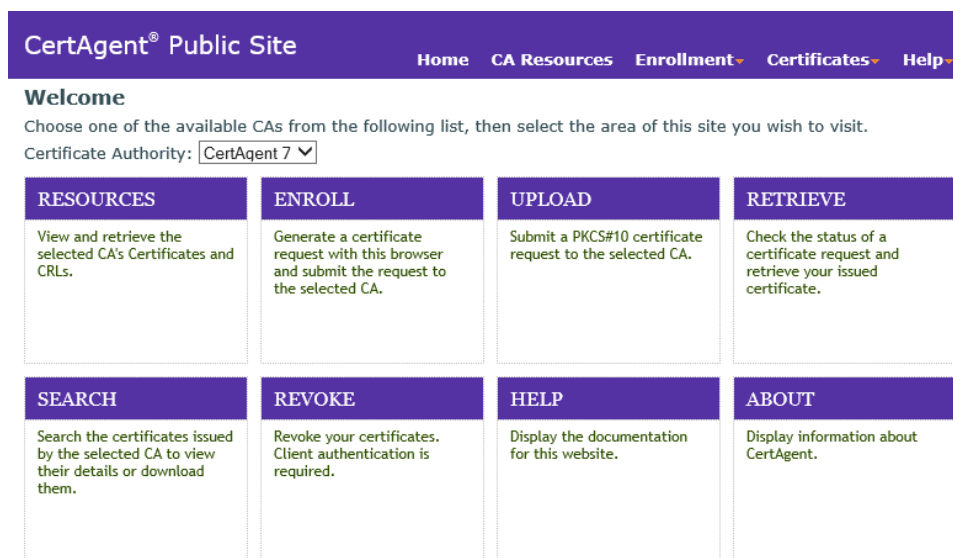 CertAgent® Public Site
Home CA Resources Enrollment Certificates Help
Welcome
Choose one of the available CAs from the following list, then select the area of this site you wish to visit.
Certificate Authority: CertAgent 7
RESOURCES
View and retrieve the
selected CA's Certificates and
CRLs.
ENROLL
Generate a certificate
request with this browser
and submit the request to
the selected CA.
UPLOAD
Submit a PKCS#10 certificate
request to the selected CA.
RETRIEVE
Check the status of a
certificate request and
retrieve your issued
certificate.
SEARCH
Search the certificates issued
by the selected CA to view
their details or download
them.
REVOKE
Revoke your certificates.
Client authentication is
required.
HELP
Display the documentation
for this website.
ABOUT
Display information about
CertAgent.